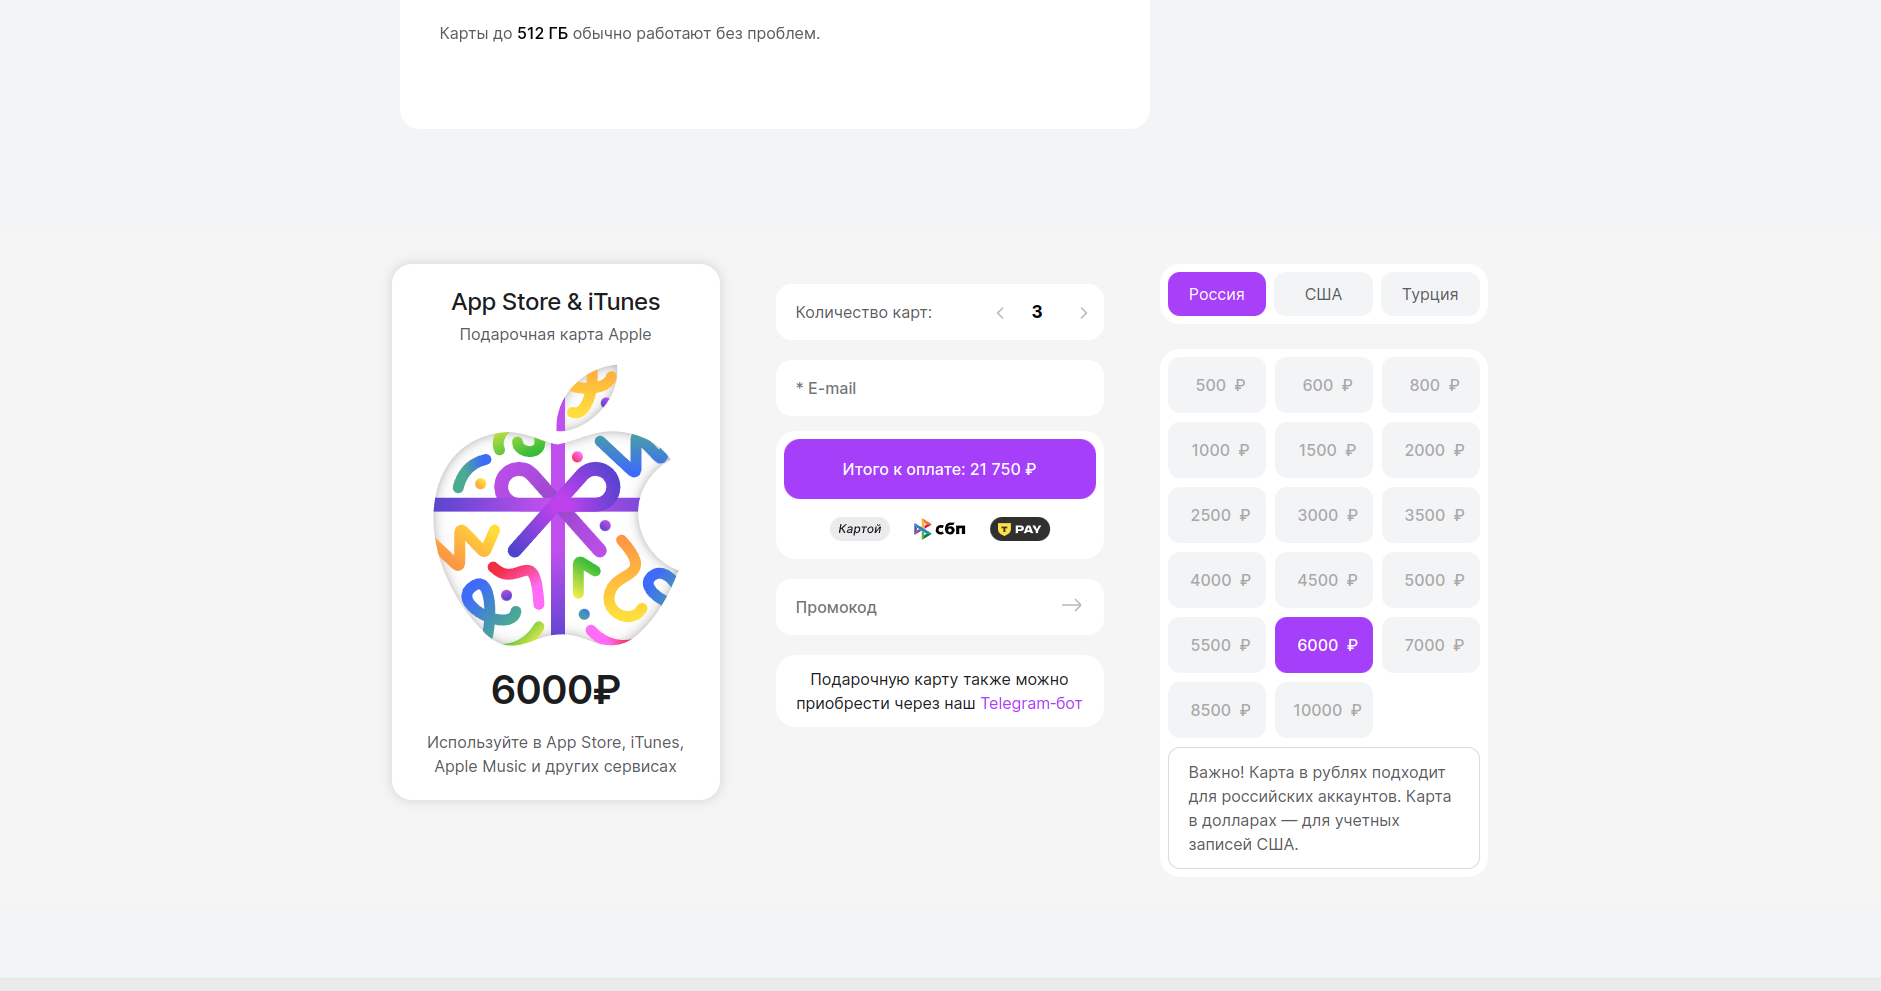 Карты до 512 ГБ обычно работают без проблем.
App Store & iTunes
Подарочная карта Apple
6000₽
Используйте в App Store, iTunes,
Apple Music и других сервисах
Количество карт: 3
* E-mail
Итого к оплате: 21 750 ₽
Картой сбп T PAY
Промокод
Подарочную карту также можно
приобрести через наш Telegram-бот
Россия США Турция
500 ₽ 600 ₽ 800 ₽
1000 ₽ 1500 ₽ 2000 ₽
2500 ₽ 3000 ₽ 3500 ₽
4000 ₽ 4500 ₽ 5000 ₽
5500 ₽ 6000 ₽ 7000 ₽
8500 ₽ 10000 ₽
Важно! Карта в рублях подходит
для российских аккаунтов. Карта
в долларах — для учетных
записей США.